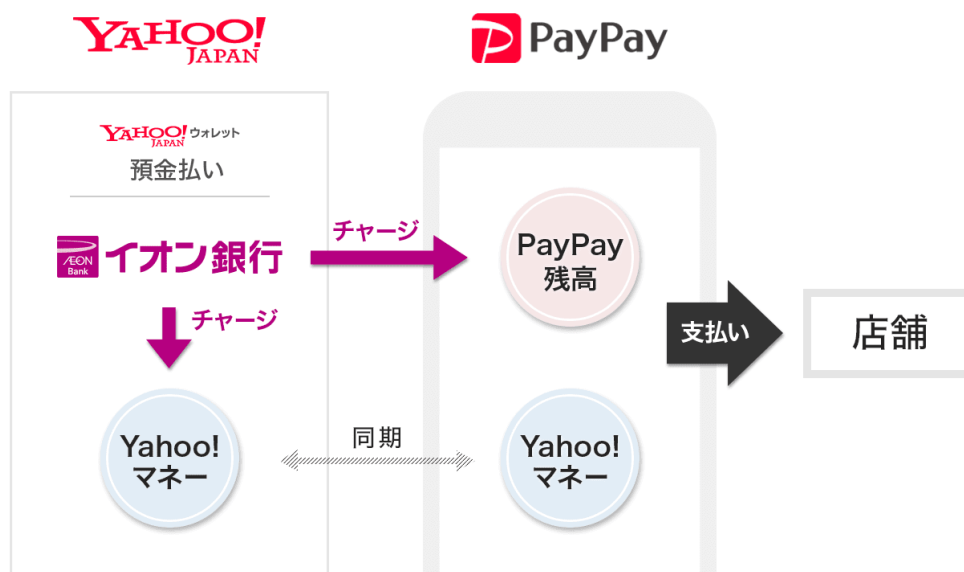 YAHOO!
JAPAN
PayPay
YAHOO! ウォレット
JAPAN
預金払い
AEON
Bank
イオン銀行
チャージ
PayPay
残高
チャージ
支払い
店舗
Yahoo!
マネー
同期
Yahoo!
マネー